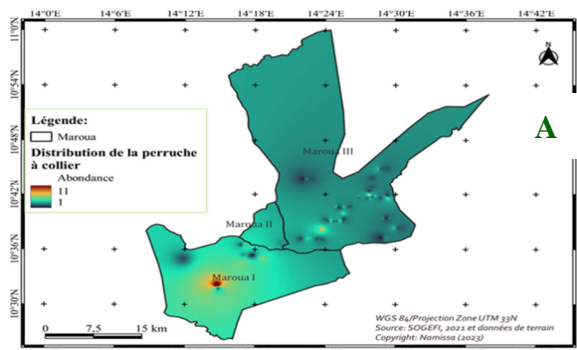 14°0′E 14°6′E 14°12′E 14°18′E 14°24′E 14°30′E 14°36′E 14°42′E
11°0′N
10°54′N
10°48′N
10°42′N
10°36′N
10°30′N
N
A
Légende:
Maroua
Distribution de la perruche
à collier
Abondance
11
1
Maroua III
Maroua II
Maroua I
0 7,5 15 km
WGS 84/Projection Zone UTM 33N
Source: SOGEFI, 2021 et données de terrain
Copyright: Namissa (2023)